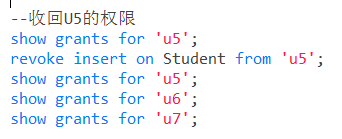 --收回U5的权限
show grants for 'u5';
revoke insert on Student from 'u5';
show grants for 'u5';
show grants for 'u6';
show grants for 'u7';